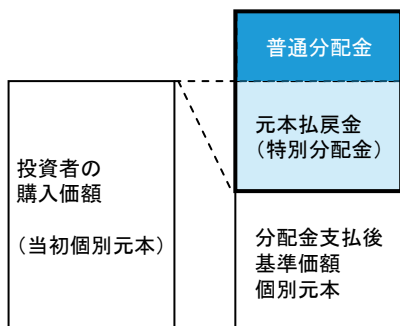 投資者の
購入価額
（当初個別元本）
普通分配金
元本払戻金
（特別分配金）
分配金支払後
基準価額
個別元本